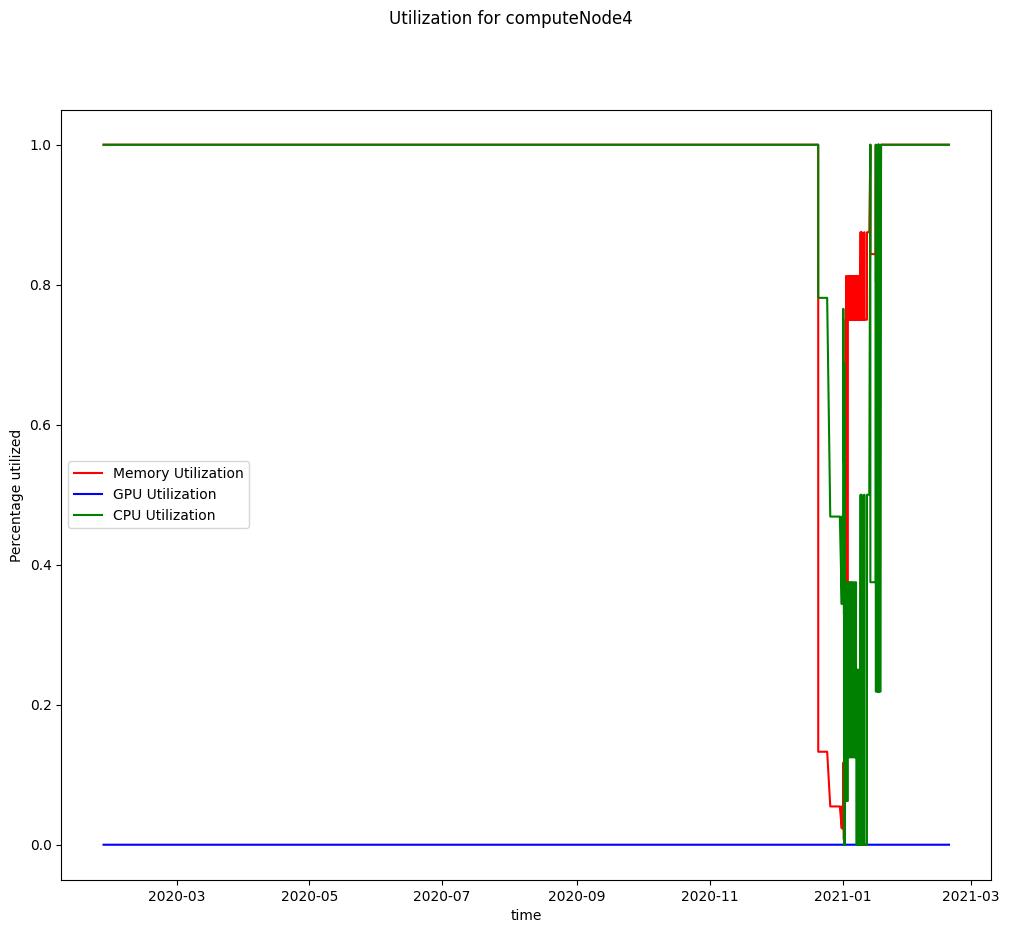 Utilization for computeNode4
1.0
0.8
0.6
0.4
0.2
0.0
Percentage utilized
Memory Utilization
GPU Utilization
CPU Utilization
2020-03 2020-05 2020-07 2020-09 2020-11 2021-01 2021-03
time